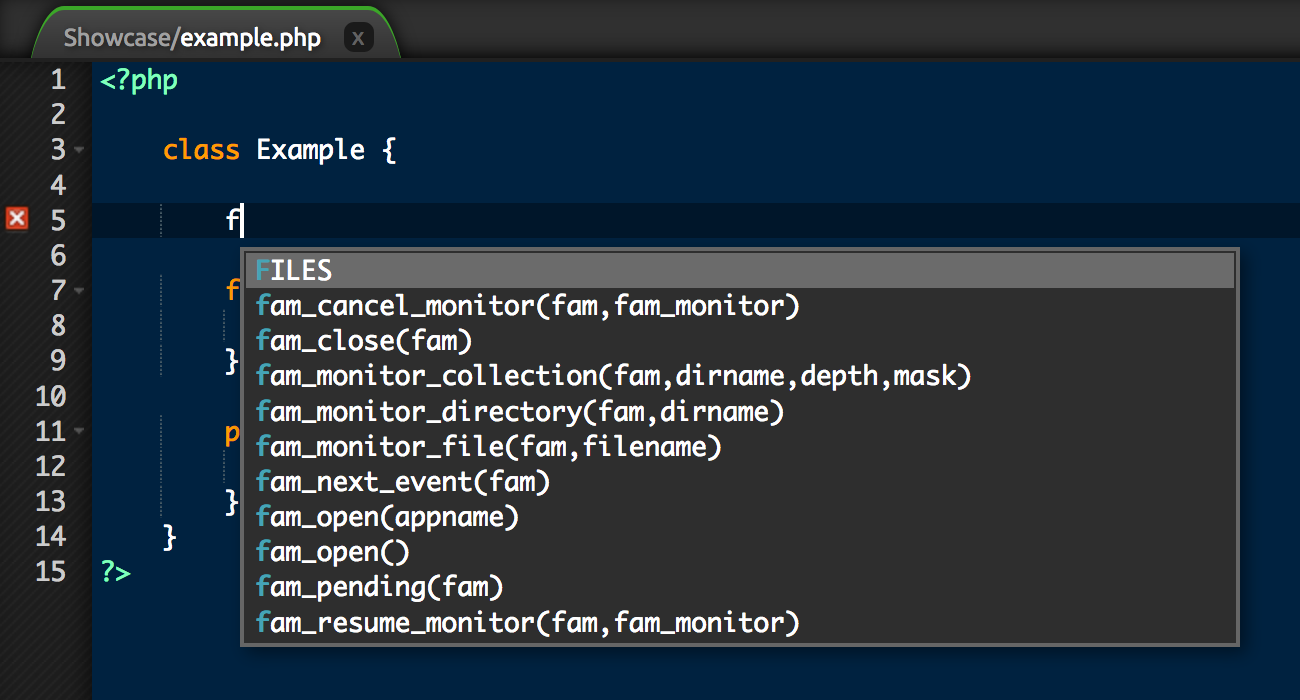 Showcase/example.php x
1 <?php
2
3 class Example {
4
5 f
6
FILES
7 f
fam_cancel_monitor(fam,fam_monitor)
8
fam_close(fam)
9 }
fam_monitor_collection(fam,dirname,depth,mask)
10
fam_monitor_directory(fam,dirname)
11 p
fam_monitor_file(fam,filename)
12
fam_next_event(fam)
13 }
fam_open(appname)
14 }
fam_open()
15 ?>
fam_pending(fam)
fam_resume_monitor(fam,fam_monitor)